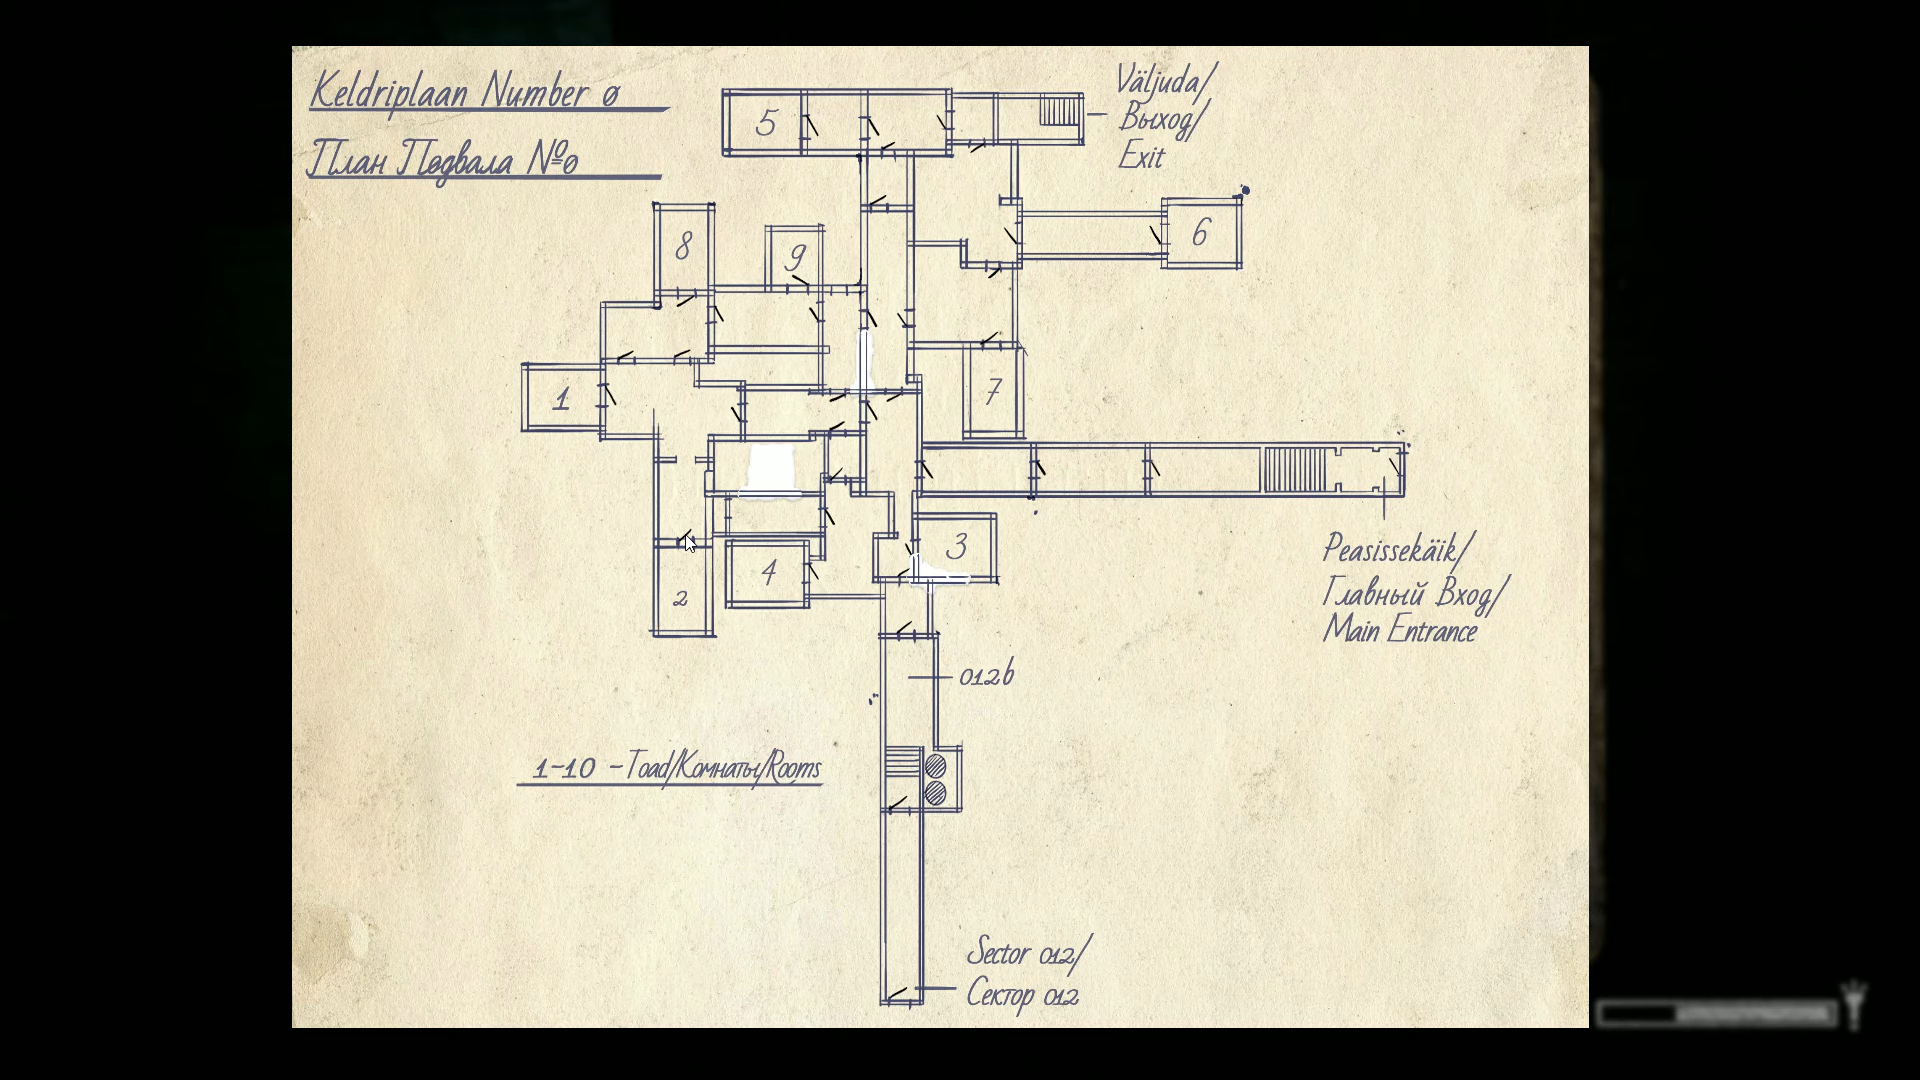 Keldriplaan Number 0
План Подвала №0
Väljuda/
Выход/
Exit
5
6
8
9
7
1
3
4
2
Peasissekäik/
Главный Вход/
Main Entrance
012b
1-10 - Toad/Комнаты/Rooms
Sector 012/
Сектор 012